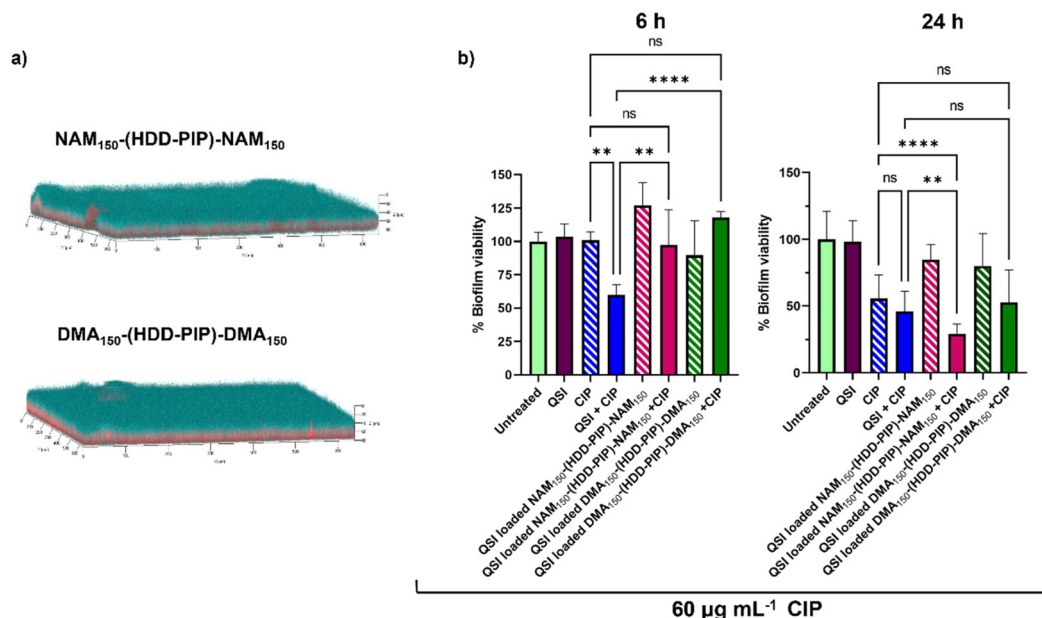 a)
NAM₁₅₀-(HDD-PIP)-NAM₁₅₀
DMA₁₅₀-(HDD-PIP)-DMA₁₅₀
b)
6 h
ns
****
ns
** **
% Biofilm viability
150
125
100
75
50
25
0
Untreated
QSI
CIP
QSI + CIP
QSI loaded NAM₁₅₀-(HDD-PIP)-NAM₁₅₀
QSI loaded NAM₁₅₀-(HDD-PIP)-NAM₁₅₀ +CIP
QSI loaded DMA₁₅₀-(HDD-PIP)-DMA₁₅₀
QSI loaded DMA₁₅₀-(HDD-PIP)-DMA₁₅₀ +CIP
24 h
ns
ns
****
ns **
% Biofilm viability
150
100
50
0
Untreated
QSI
CIP
QSI + CIP
QSI loaded NAM₁₅₀-(HDD-PIP)-NAM₁₅₀
QSI loaded NAM₁₅₀-(HDD-PIP)-NAM₁₅₀ + CIP
QSI loaded DMA₁₅₀-(HDD-PIP)-DMA₁₅₀
QSI loaded DMA₁₅₀-(HDD-PIP)-DMA₁₅₀ +CIP
60 µg mL⁻¹ CIP